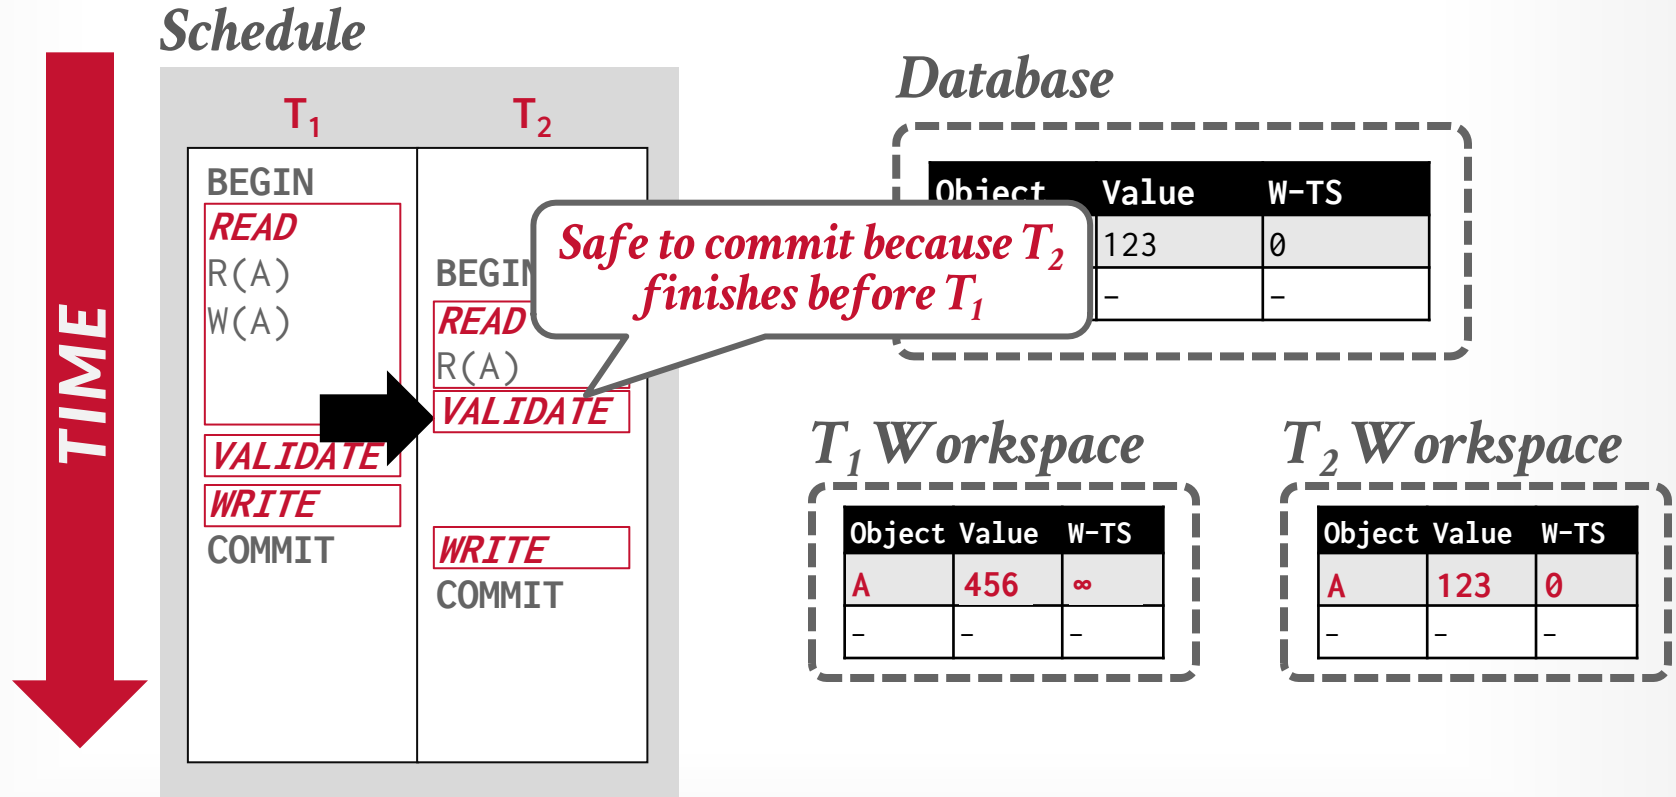 Schedule
TIME
T1
T2
BEGIN
READ
R(A)
W(A)
VALIDATE
WRITE
COMMIT
READ
R(A)
VALIDATE
WRITE
COMMIT
Safe to commit because T2
finishes before T1
Database
Object Value W-TS
123 0
- -
T1 Workspace
Object Value W-TS
A 456 ∞
- - -
T2 Workspace
Object Value W-TS
A 123 0
- - -